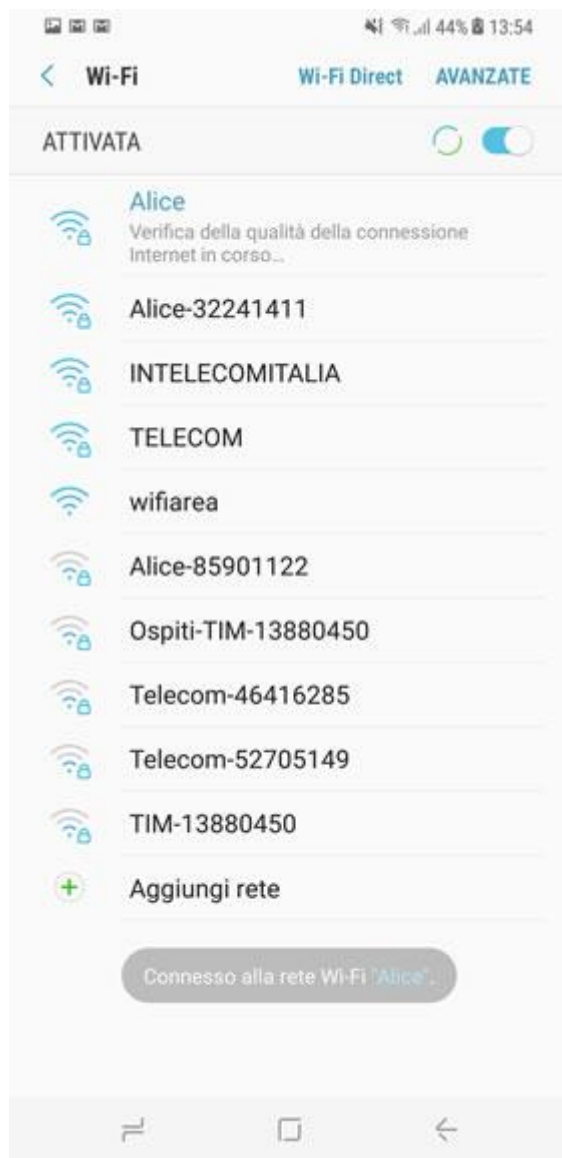 44% 13:54
Wi-Fi Wi-Fi Direct AVANZATE
ATTIVATA
Alice
Verifica della qualità della connessione
Internet in corso...
Alice-32241411
INTELECOMITALIA
TELECOM
wifiarea
Alice-85901122
Ospiti-TIM-13880450
Telecom-46416285
Telecom-52705149
TIM-13880450
Aggiungi rete
Connesso alla rete Wi-Fi "Alice".